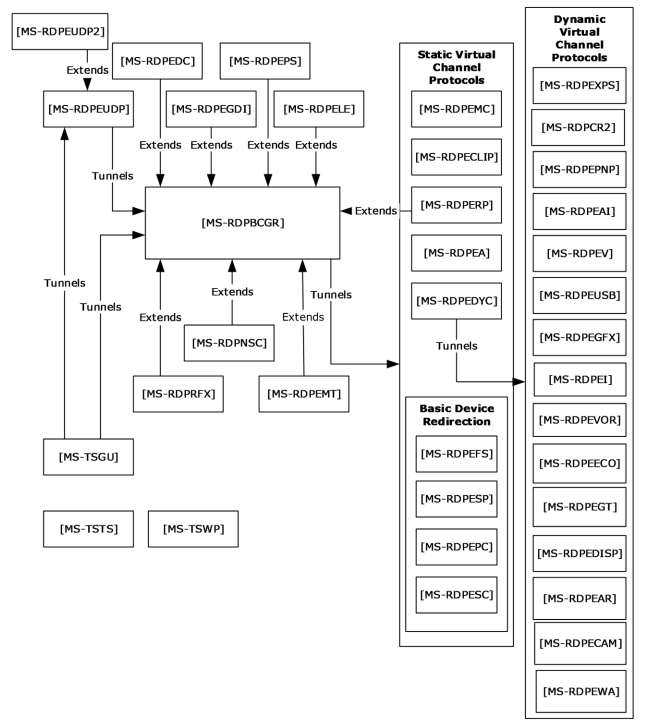 [MS-RDPEUDP2]
Extends
[MS-RDPEUDP]
[MS-RDPEDC]
[MS-RDPEPS]
[MS-RDPEGDI]
[MS-RDPELE]
Extends
Extends
Extends
Extends
Tunnels
[MS-RDPBCGR]
Extends
Tunnels
Tunnels
Extends
Extends
Extends
Tunnels
[MS-RDPNSC]
[MS-RDPRFX]
[MS-RDPEMT]
[MS-TSGU]
[MS-TSTS]
[MS-TSWP]
Static Virtual
Channel
Protocols
[MS-RDPEMC]
[MS-RDPECLIP]
[MS-RDPERP]
[MS-RDPEA]
[MS-RDPEDYC]
Tunnels
Basic Device
Redirection
[MS-RDPEFS]
[MS-RDPESP]
[MS-RDPEPC]
[MS-RDPESC]
Dynamic
Virtual
Channel
Protocols
[MS-RDPEXPS]
[MS-RDPCR2]
[MS-RDPEPNP]
[MS-RDPEAI]
[MS-RDPEV]
[MS-RDPEUSB]
[MS-RDPEGFX]
[MS-RDPEI]
[MS-RDPEVOR]
[MS-RDPEECO]
[MS-RDPEGT]
[MS-RDPEDISP]
[MS-RDPEAR]
[MS-RDPECAM]
[MS-RDPEWA]